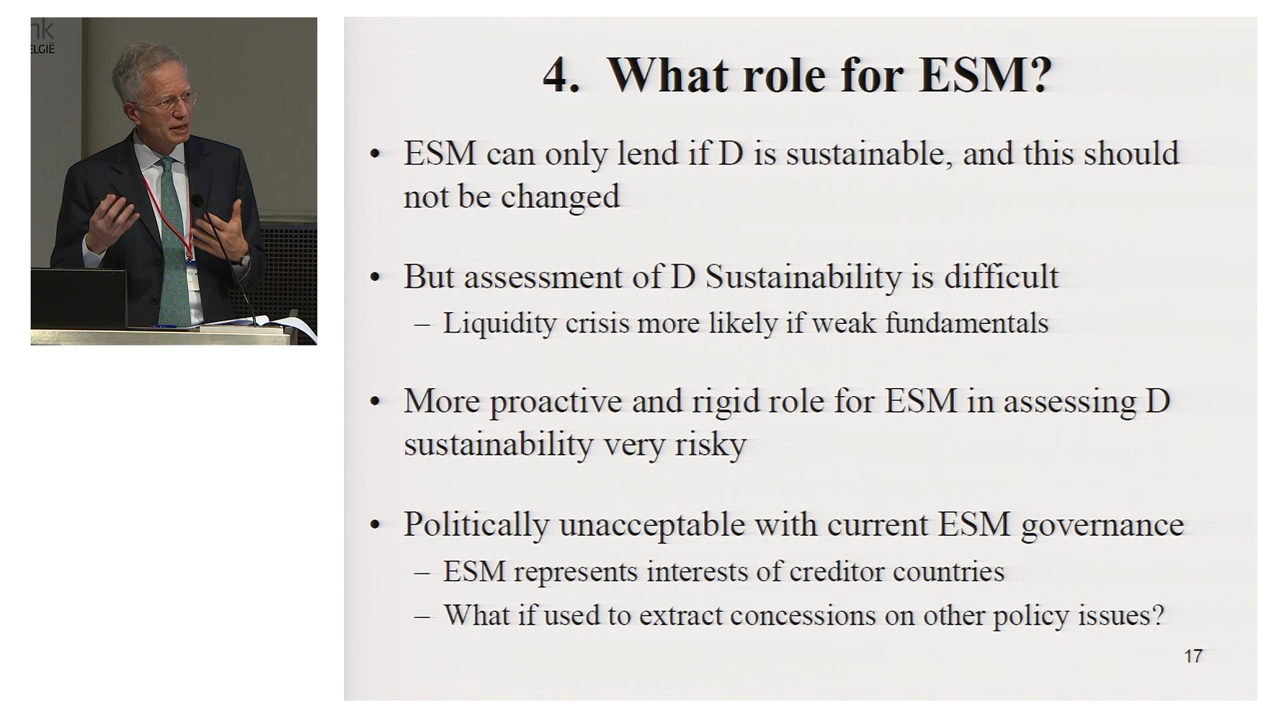 nk
ELGIË
4. What role for ESM?
• ESM can only lend if D is sustainable, and this should
not be changed
• But assessment of D Sustainability is difficult
– Liquidity crisis more likely if weak fundamentals
• More proactive and rigid role for ESM in assessing D
sustainability very risky
• Politically unacceptable with current ESM governance
– ESM represents interests of creditor countries
– What if used to extract concessions on other policy issues?
17